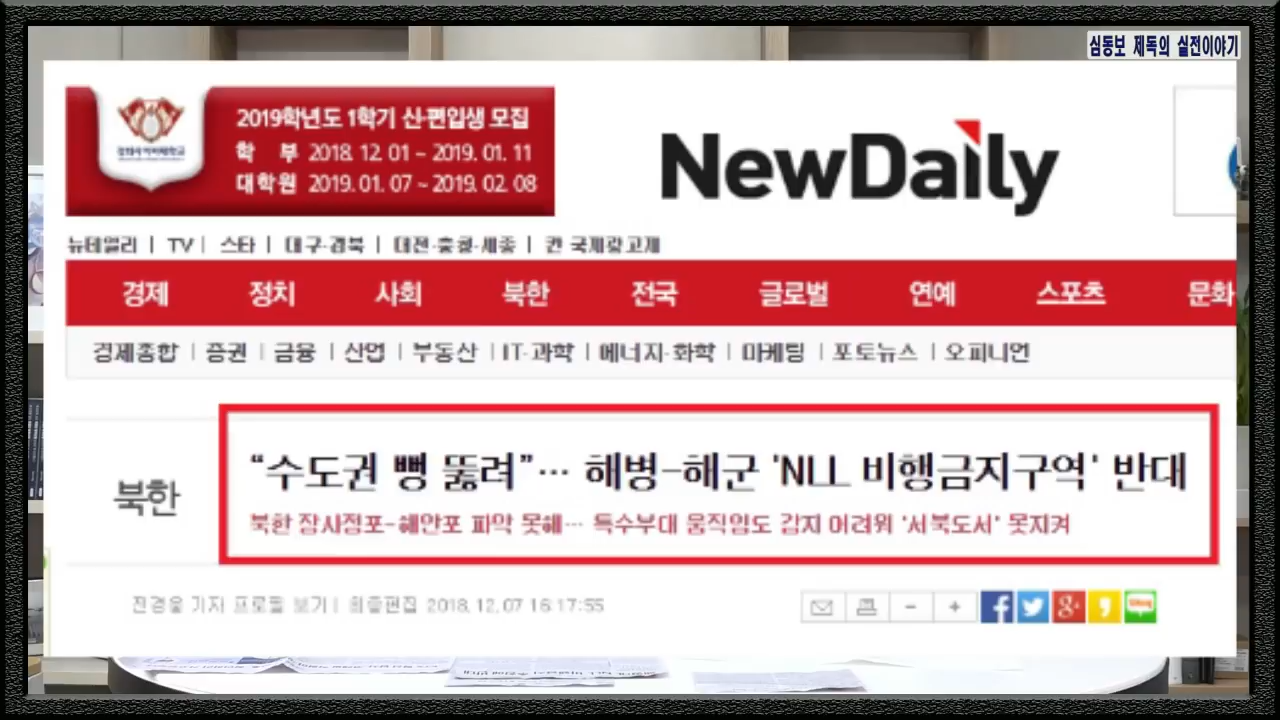 심동보 제독의 실전이야기
2019학년도 1학기 신·편입생 모집
학 부 2018. 12. 01 ~ 2019. 01. 11
대학원 2019. 01. 07 ~ 2019. 02. 08
NewDaily
뉴데일리 | TV | 스타 | 대구·경북 | 대전·충청·세종 | 칸 국제광고제
경제 정치 사회 북한 전국 글로벌 연예 스포츠 문화
경제종합 | 증권 | 금융 | 산업 | 부동산 | IT·과학 | 에너지·화학 | 마케팅 | 포토뉴스 | 오피니언
북한
“수도권 뻥 뚫려”… 해병-해군 'NLL 비행금지구역' 반대
북한 장사정포-해안포 파악 못해… 특수부대 움직임도 감지 어려워 '서북도서' 못지켜
기자 프로필 보기 | 최종편집 2018.12.07 16:17:55